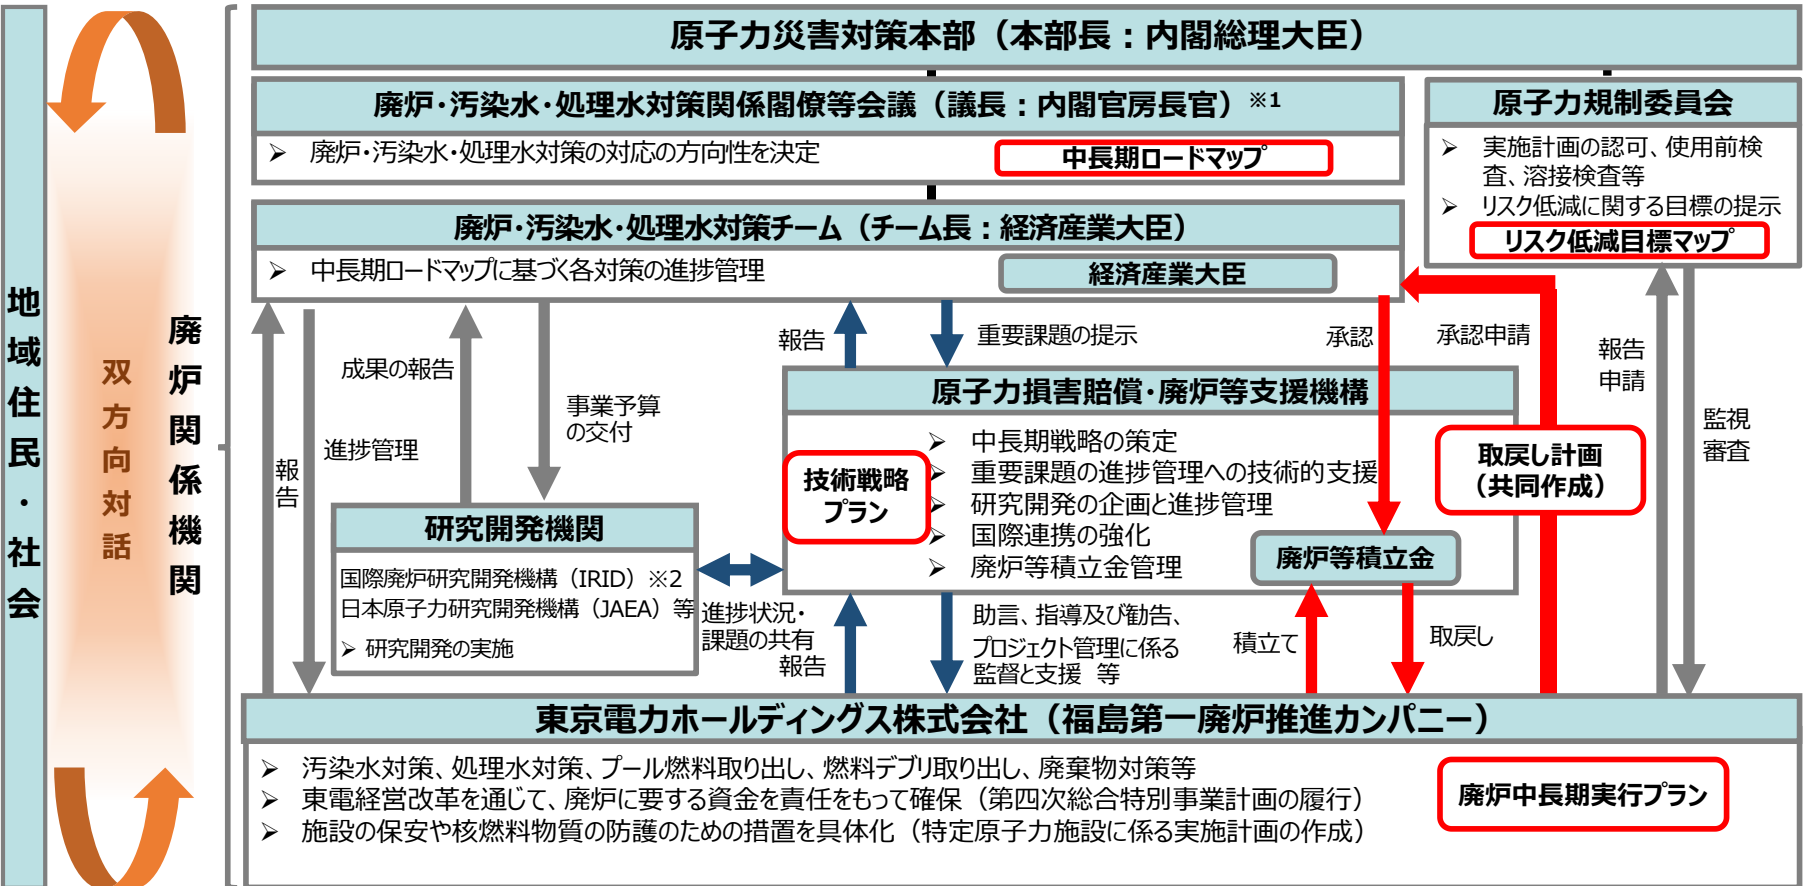 原子力災害対策本部（本部長：内閣総理大臣）
廃炉・汚染水・処理水対策関係閣僚等会議（議長：内閣官房長官）※1
➢ 廃炉・汚染水・処理水対策の対応の方向性を決定
中長期ロードマップ
原子力規制委員会
➢ 実施計画の認可、使用前検
査、溶接検査等
➢ リスク低減に関する目標の提示
リスク低減目標マップ
廃炉・汚染水・処理水対策チーム（チーム長：経済産業大臣）
➢ 中長期ロードマップに基づく各対策の進捗管理
経済産業大臣
地域住民・社会
双方向対話
廃炉関係機関
報告
進捗管理
成果の報告
事業予算
の交付
報告
重要課題の提示
承認
承認申請
報告
申請
監視
審査
原子力損害賠償・廃炉等支援機構
技術戦略
プラン
➢ 中長期戦略の策定
➢ 重要課題の進捗管理への技術的支援
➢ 研究開発の企画と進捗管理
➢ 国際連携の強化
➢ 廃炉等積立金管理
廃炉等積立金
取戻し計画
（共同作成）
研究開発機関
国際廃炉研究開発機構（IRID）※2
日本原子力研究開発機構（JAEA）等
➢ 研究開発の実施
進捗状況・
課題の共有
報告
助言、指導及び勧告、
プロジェクト管理に係る
監督と支援 等
積立て
取戻し
東京電力ホールディングス株式会社（福島第一廃炉推進カンパニー）
➢ 汚染水対策、処理水対策、プール燃料取り出し、燃料デブリ取り出し、廃棄物対策等
➢ 東電経営改革を通じて、廃炉に要する資金を責任をもって確保（第四次総合特別事業計画の履行）
➢ 施設の保安や核燃料物質の防護のための措置を具体化（特定原子力施設に係る実施計画の作成）
廃炉中長期実行プラン